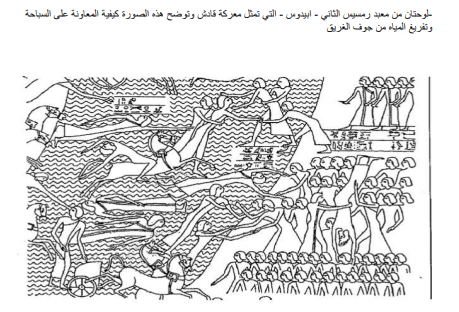 -لوحتان من معبد رمسيس الثاني - ابيدوس - التي تمثل معركة قادش وتوضح هذه الصورة كيفية المعاونة على السباحة
وتفريغ المياه من جوف الغريق